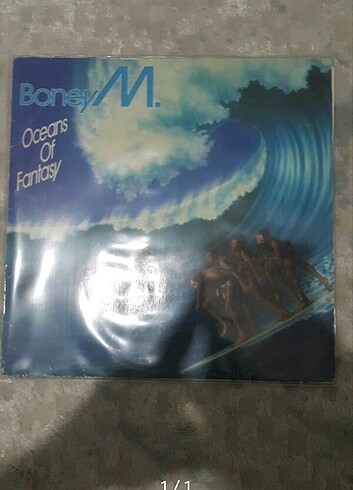 Boney M.
Oceans
Of
Fantasy
1/1